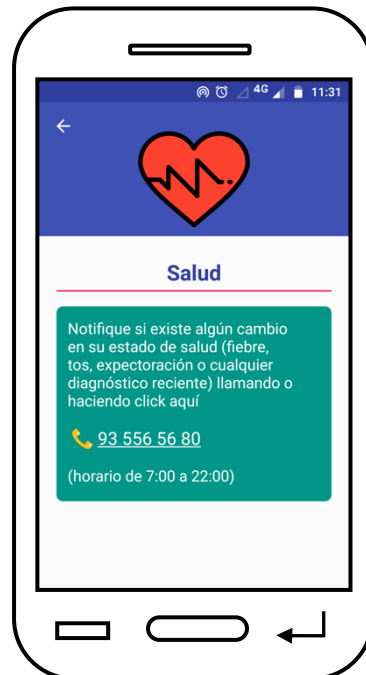 4G 11:31
Salud
Notifique si existe algún cambio
en su estado de salud (fiebre,
tos, expectoración o cualquier
diagnóstico reciente) llamando o
haciendo click aquí
93 556 56 80
(horario de 7:00 a 22:00)